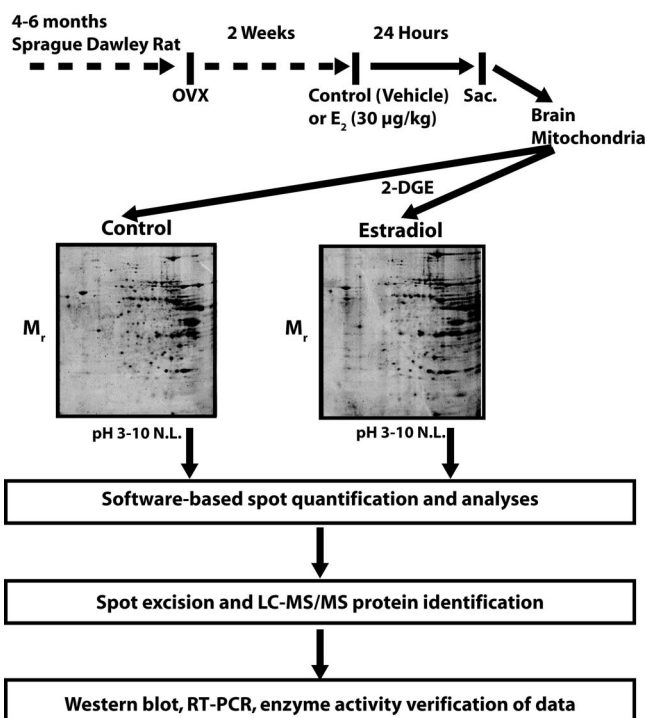 4-6 months
Sprague Dawley Rat
2 Weeks
24 Hours
OVX
Control (Vehicle)
or E2 (30 µg/kg)
Sac.
Brain
Mitochondria
2-DGE
Control
Estradiol
Mr
Mr
pH 3-10 N.L.
pH 3-10 N.L.
Software-based spot quantification and analyses
Spot excision and LC-MS/MS protein identification
Western blot, RT-PCR, enzyme activity verification of data